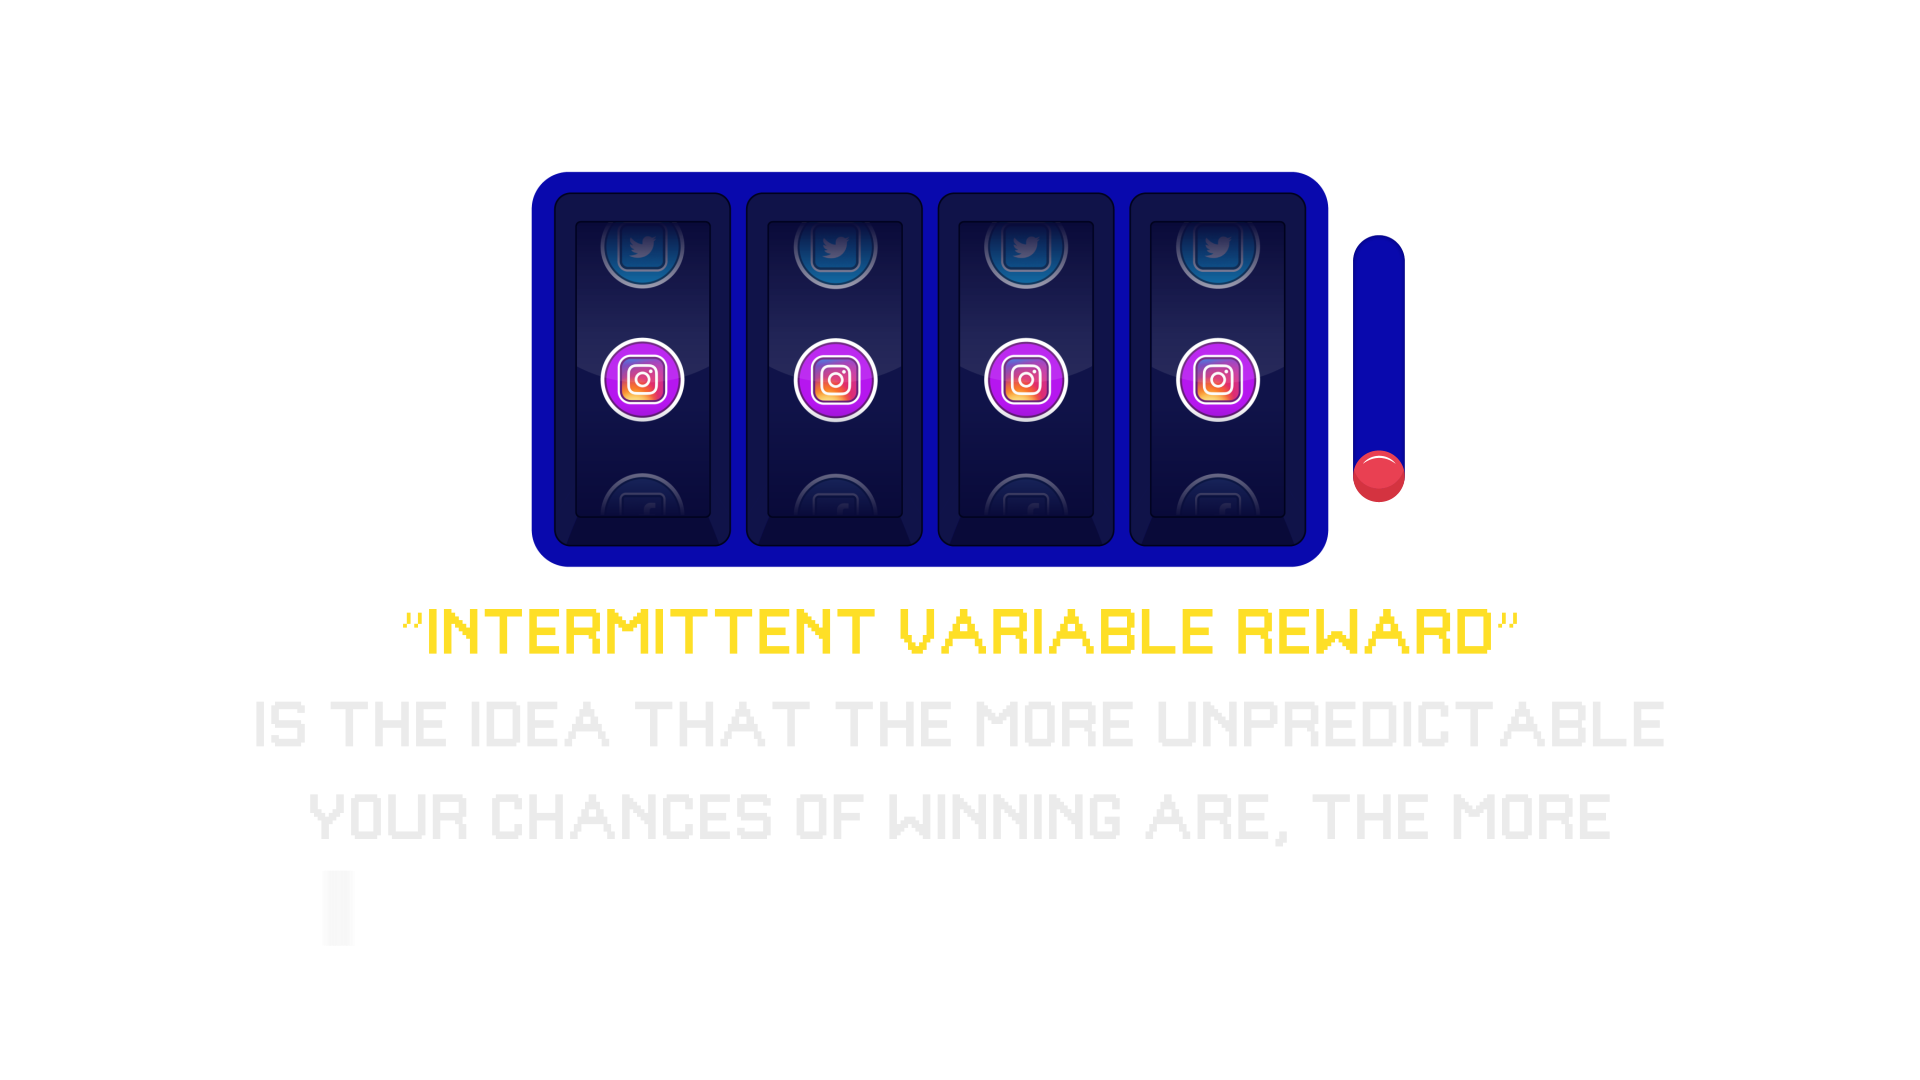 "INTERMITTENT VARIABLE REWARD"
IS THE IDEA THAT THE MORE UNPREDICTABLE
YOUR CHANCES OF WINNING ARE, THE MORE